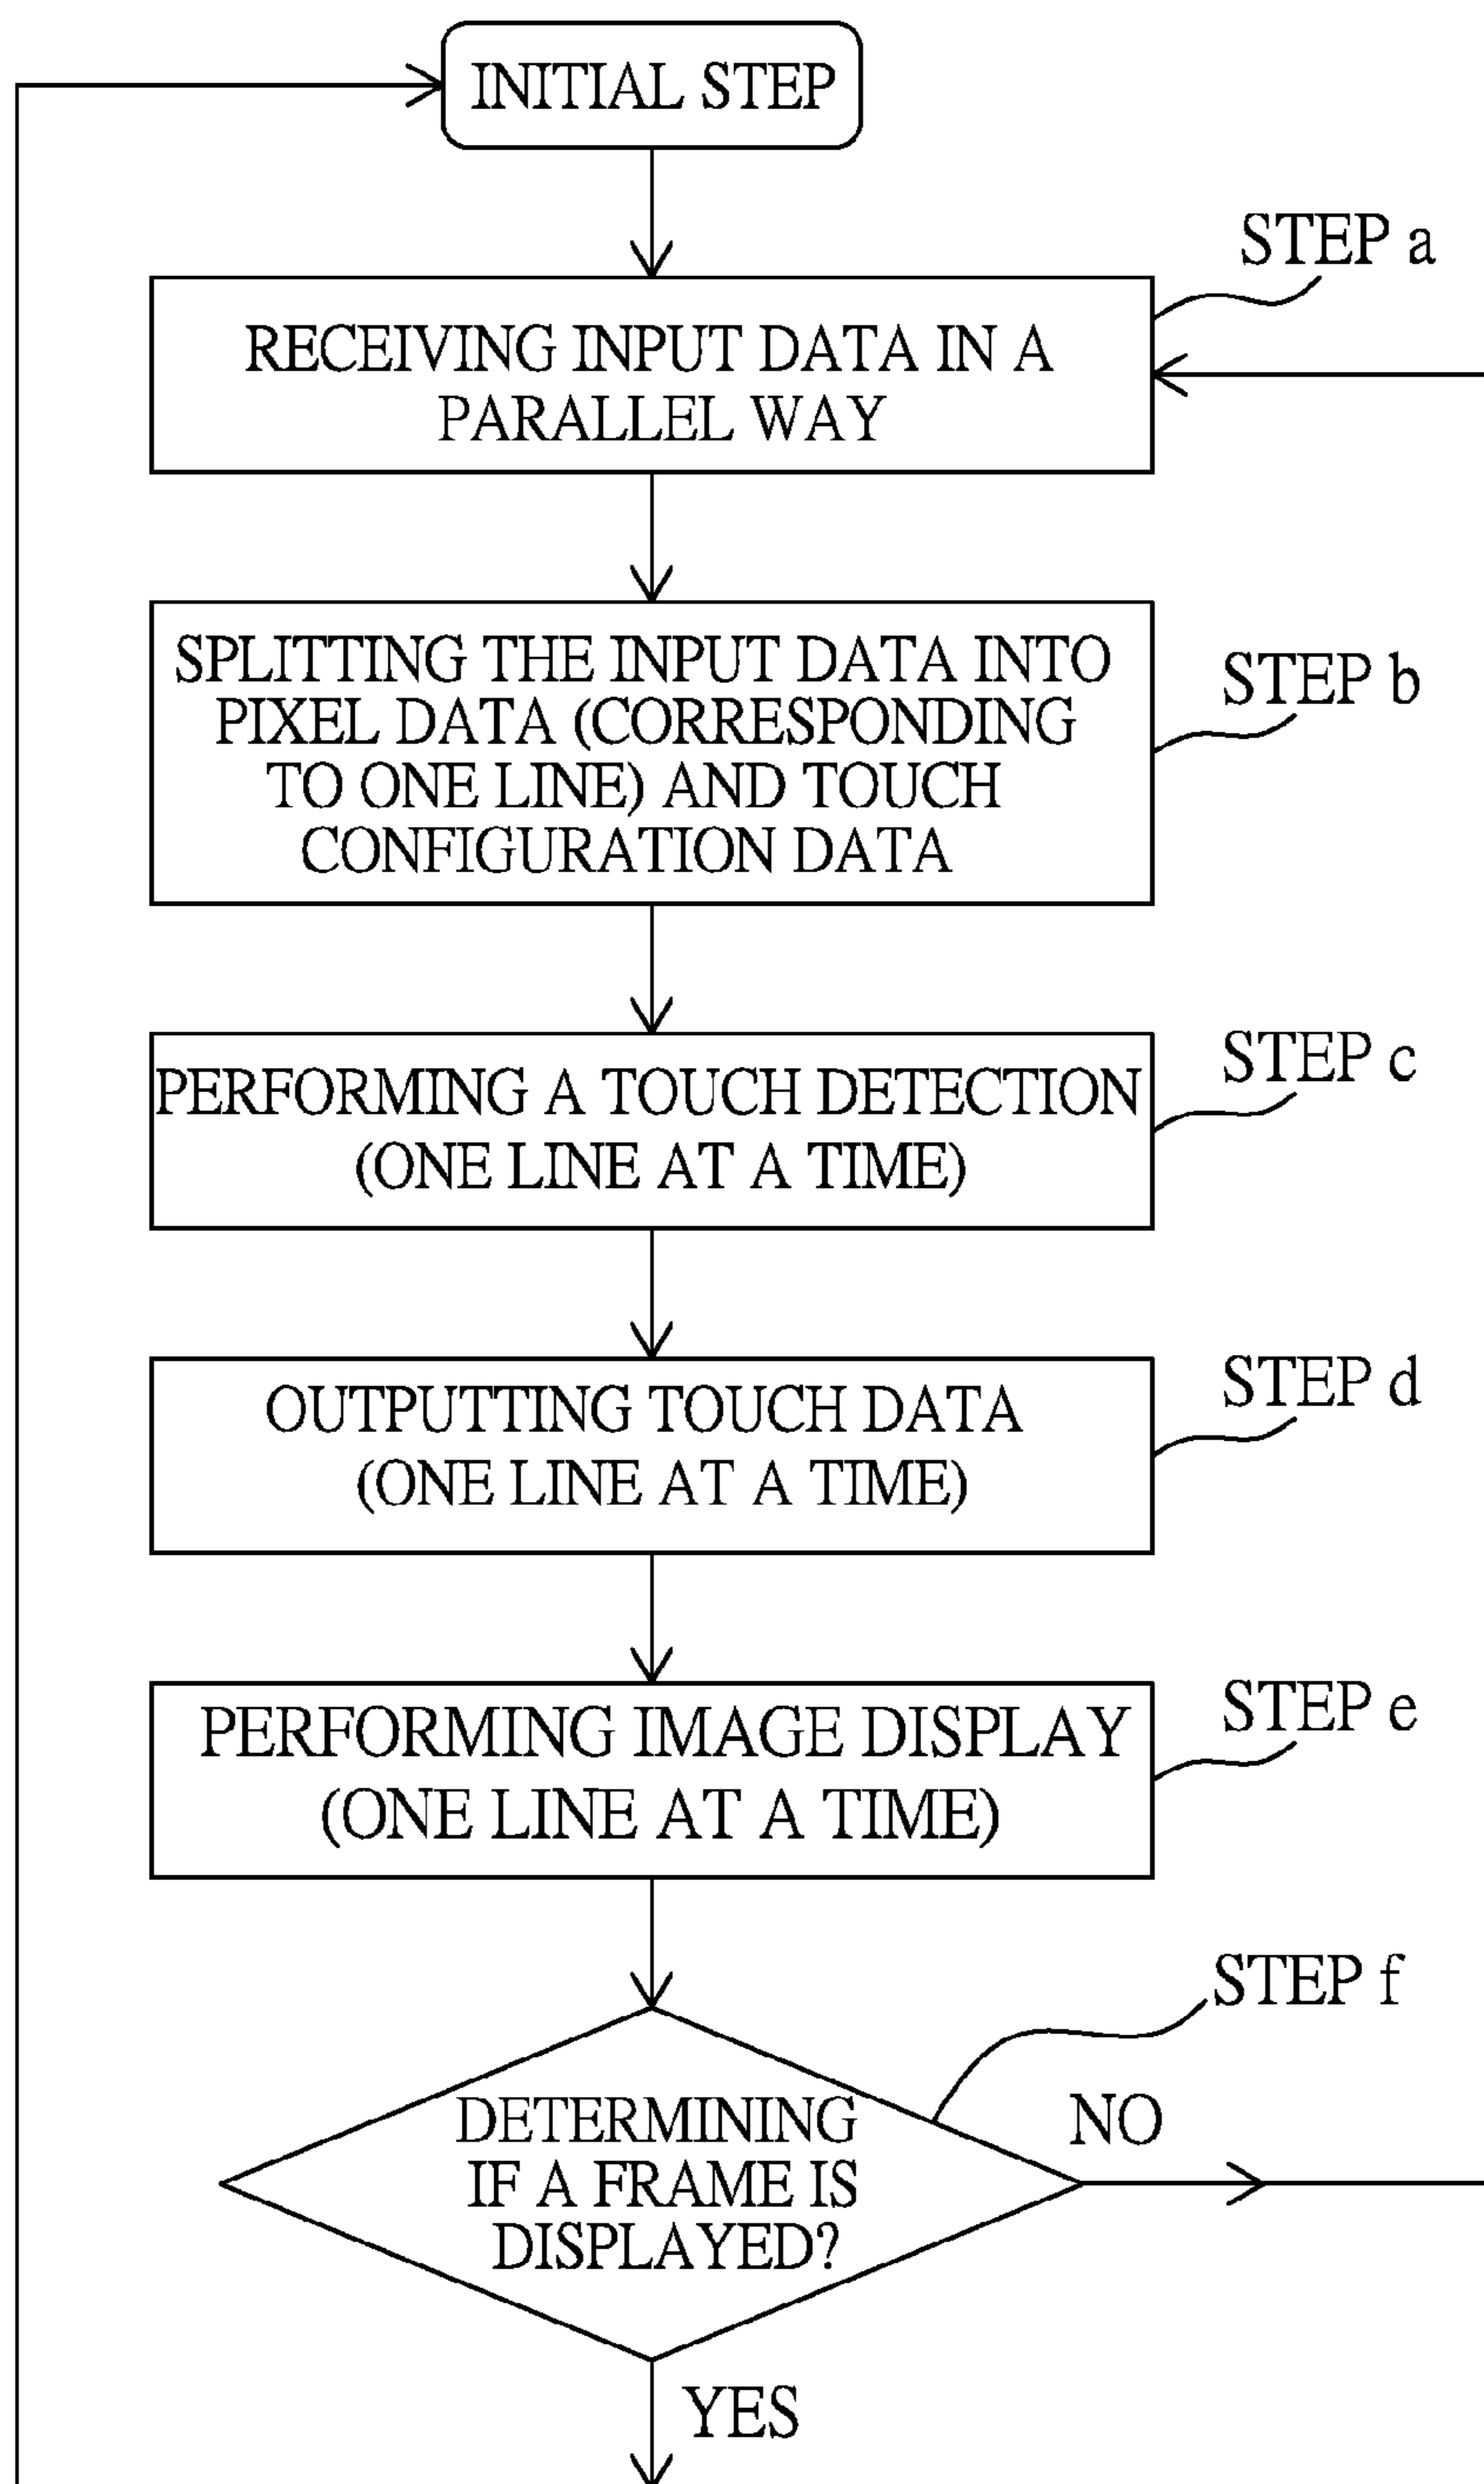 INITIAL STEP
STEP a
RECEIVING INPUT DATA IN A
PARALLEL WAY
SPLITTING THE INPUT DATA INTO
PIXEL DATA (CORRESPONDING
TO ONE LINE) AND TOUCH
CONFIGURATION DATA
STEP b
PERFORMING A TOUCH DETECTION
(ONE LINE AT A TIME)
STEP c
OUTPUTTING TOUCH DATA
(ONE LINE AT A TIME)
STEP d
PERFORMING IMAGE DISPLAY
(ONE LINE AT A TIME)
STEP e
STEP f
DETERMINING
IF A FRAME IS
DISPLAYED?
NO
YES